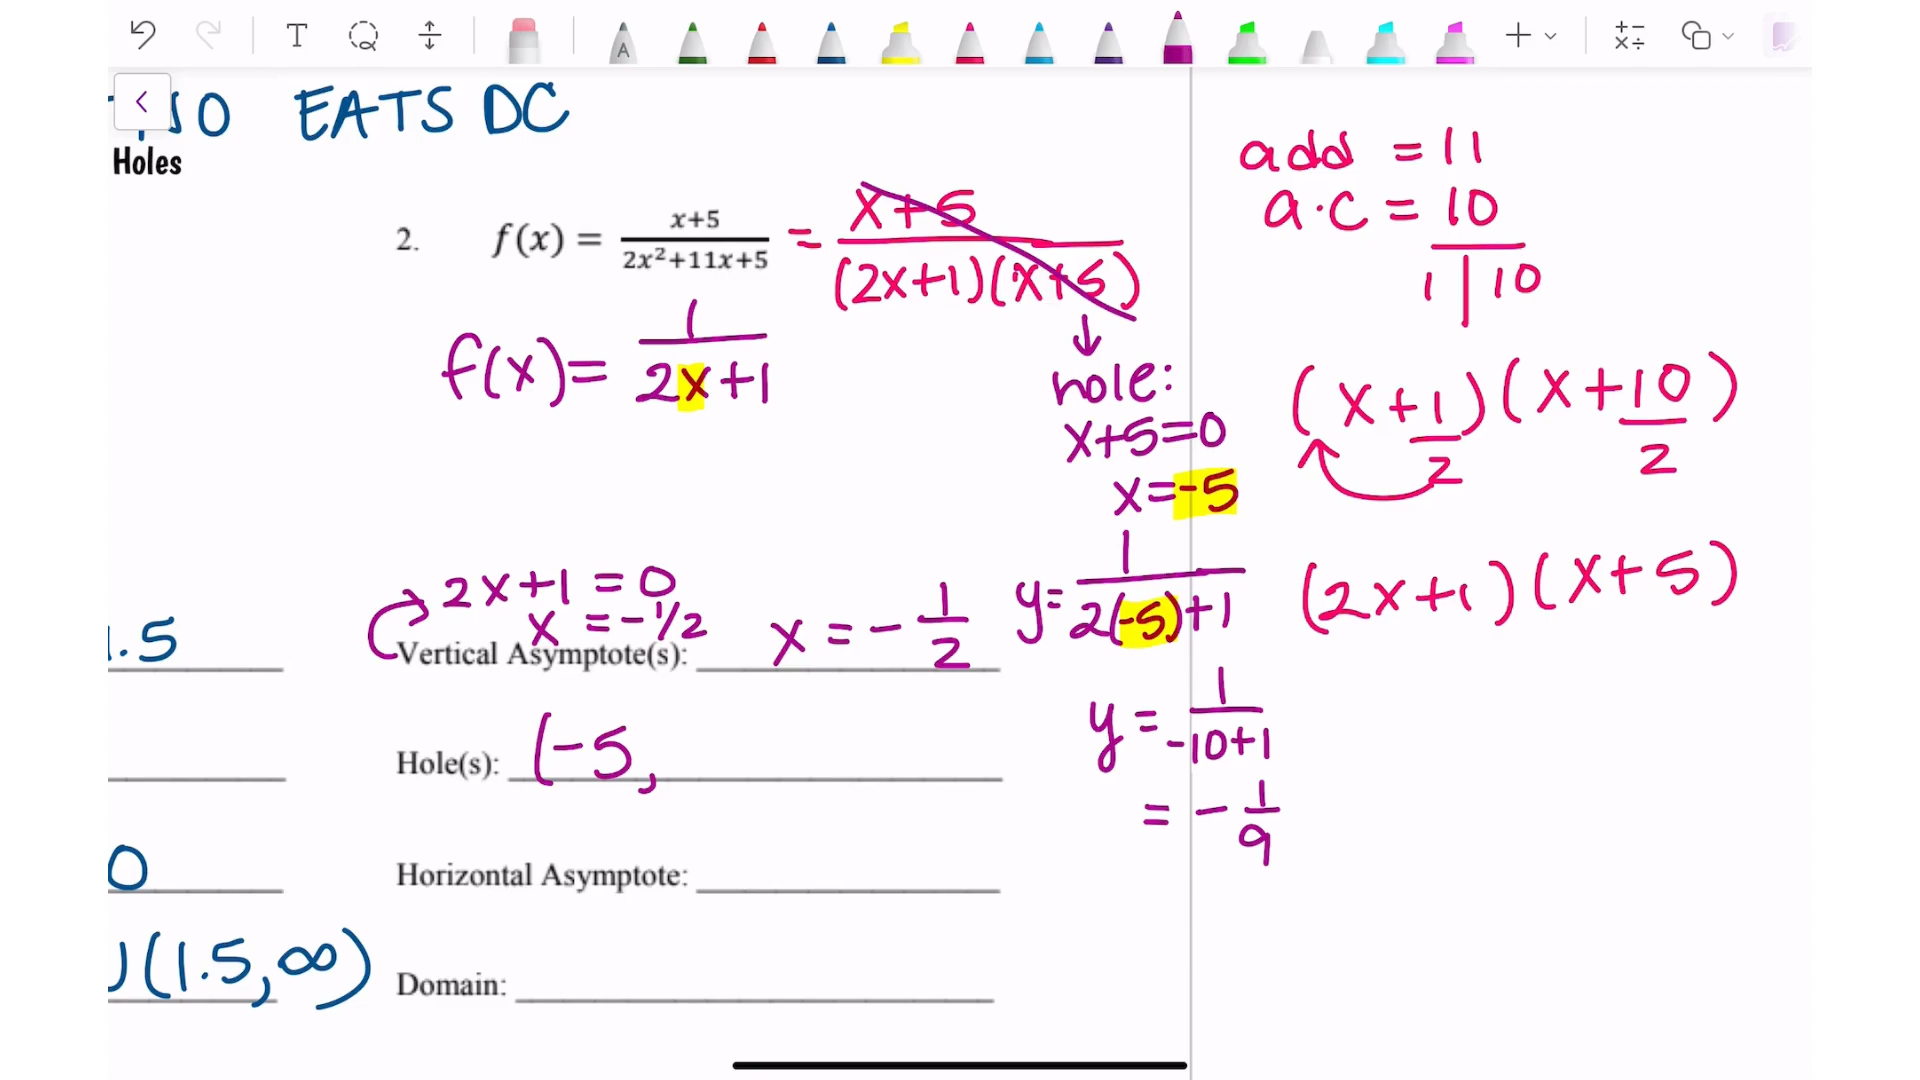 O EATS DC
Holes
2. f(x) = x+5 / 2x²+11x+5 = x+5 / (2x+1)(x+5)
f(x) = 1 / 2x+1
hole:
x+5=0
x=-5
y= 1 / 2(-5)+1
y = 1 / -10+1
= - 1/9
add = 11
a·c = 10
1 | 10
(x+1/2)(x+10/2)
(2x+1)(x+5)
2x+1 = 0
x = -1/2
.5
Vertical Asymptote(s): x = - 1/2
Hole(s): (-5,
0
Horizontal Asymptote:
(1.5,∞)
Domain: